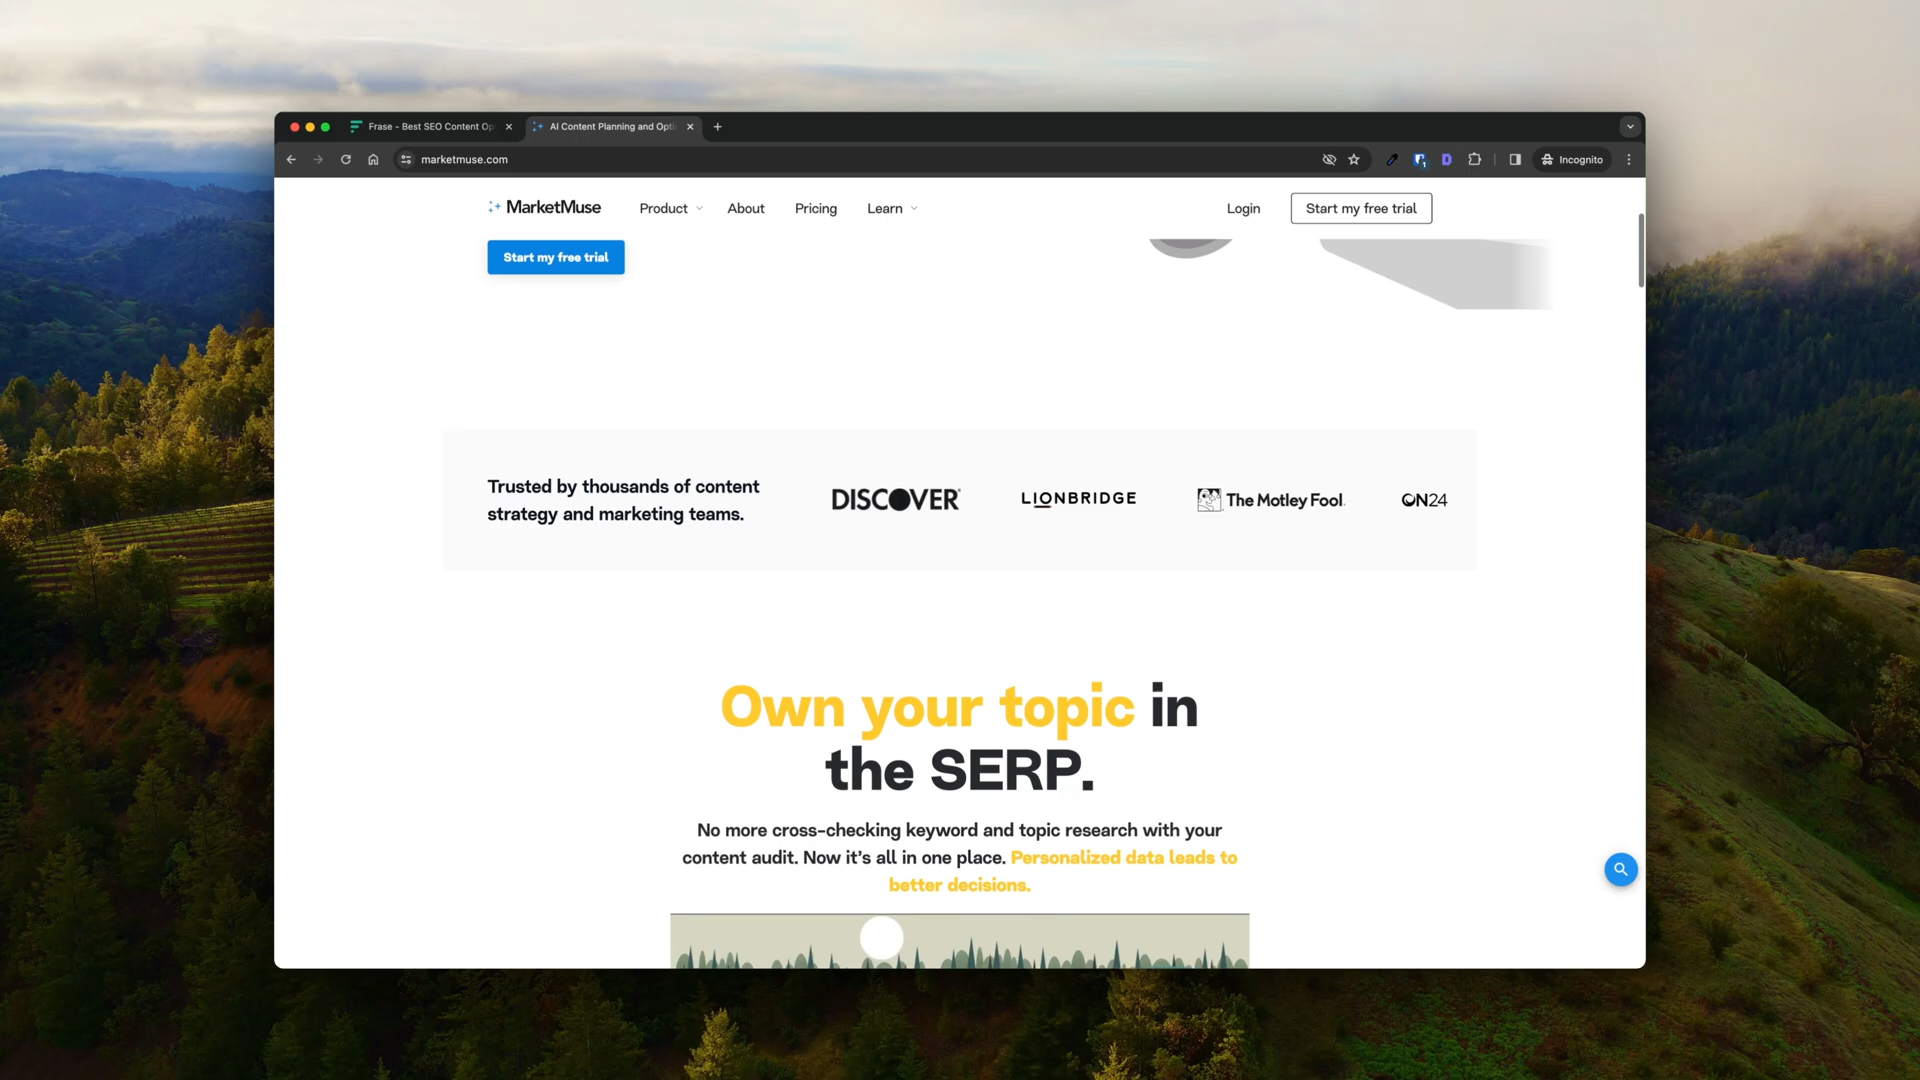 Frase - Best SEO Content Op
AI Content Planning and Opti
marketmuse.com
Incognito
MarketMuse
Product
About
Pricing
Learn
Login
Start my free trial
Start my free trial
Trusted by thousands of content
strategy and marketing teams.
DISCOVER
LIONBRIDGE
The Motley Fool.
ON24
Own your topic in
the SERP.
No more cross-checking keyword and topic research with your
content audit. Now it's all in one place. Personalized data leads to
better decisions.